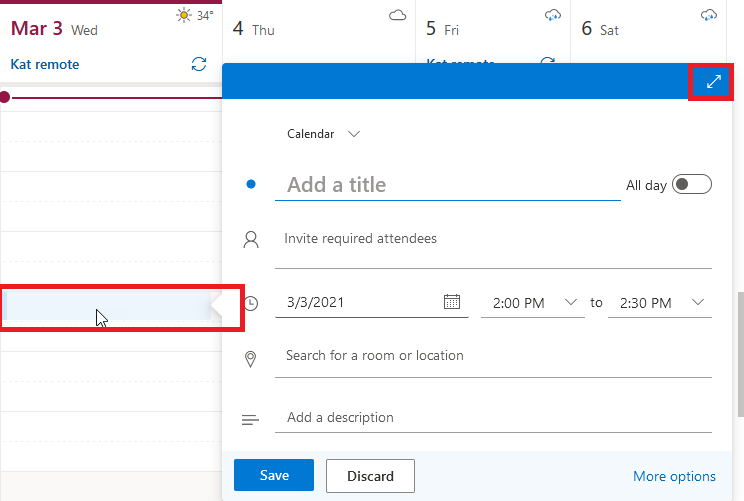 Mar 3 Wed 34°
4 Thu
5 Fri
6 Sat
Kat remote
Kat remote
Calendar
Add a title
All day
Invite required attendees
3/3/2021 2:00 PM to 2:30 PM
Search for a room or location
Add a description
Save Discard More options